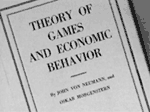 THEORY OF
GAMES
AND ECONOMIC
BEHAVIOR
By JOHN VON NEUMANN, and
OSKAR MORGENSTERN